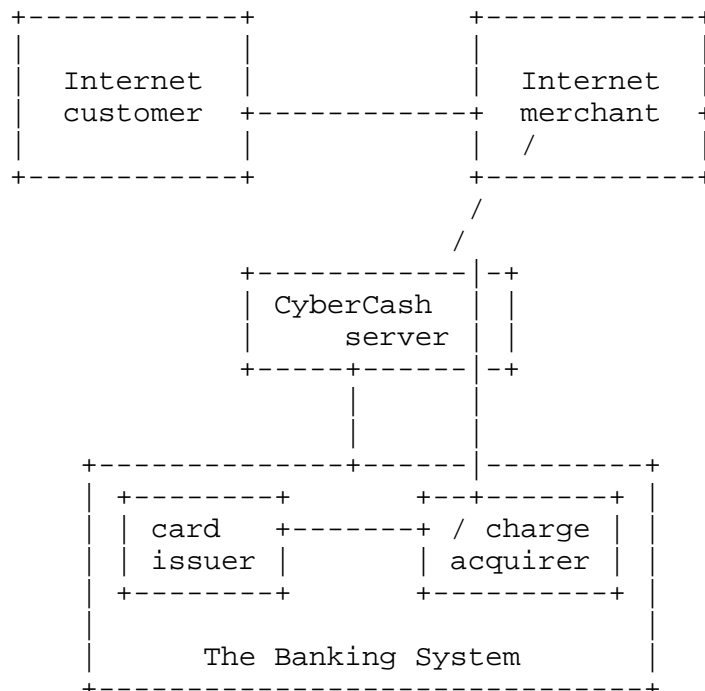 Internet Internet
customer merchant
CyberCash
server
card charge
issuer acquirer
The Banking System